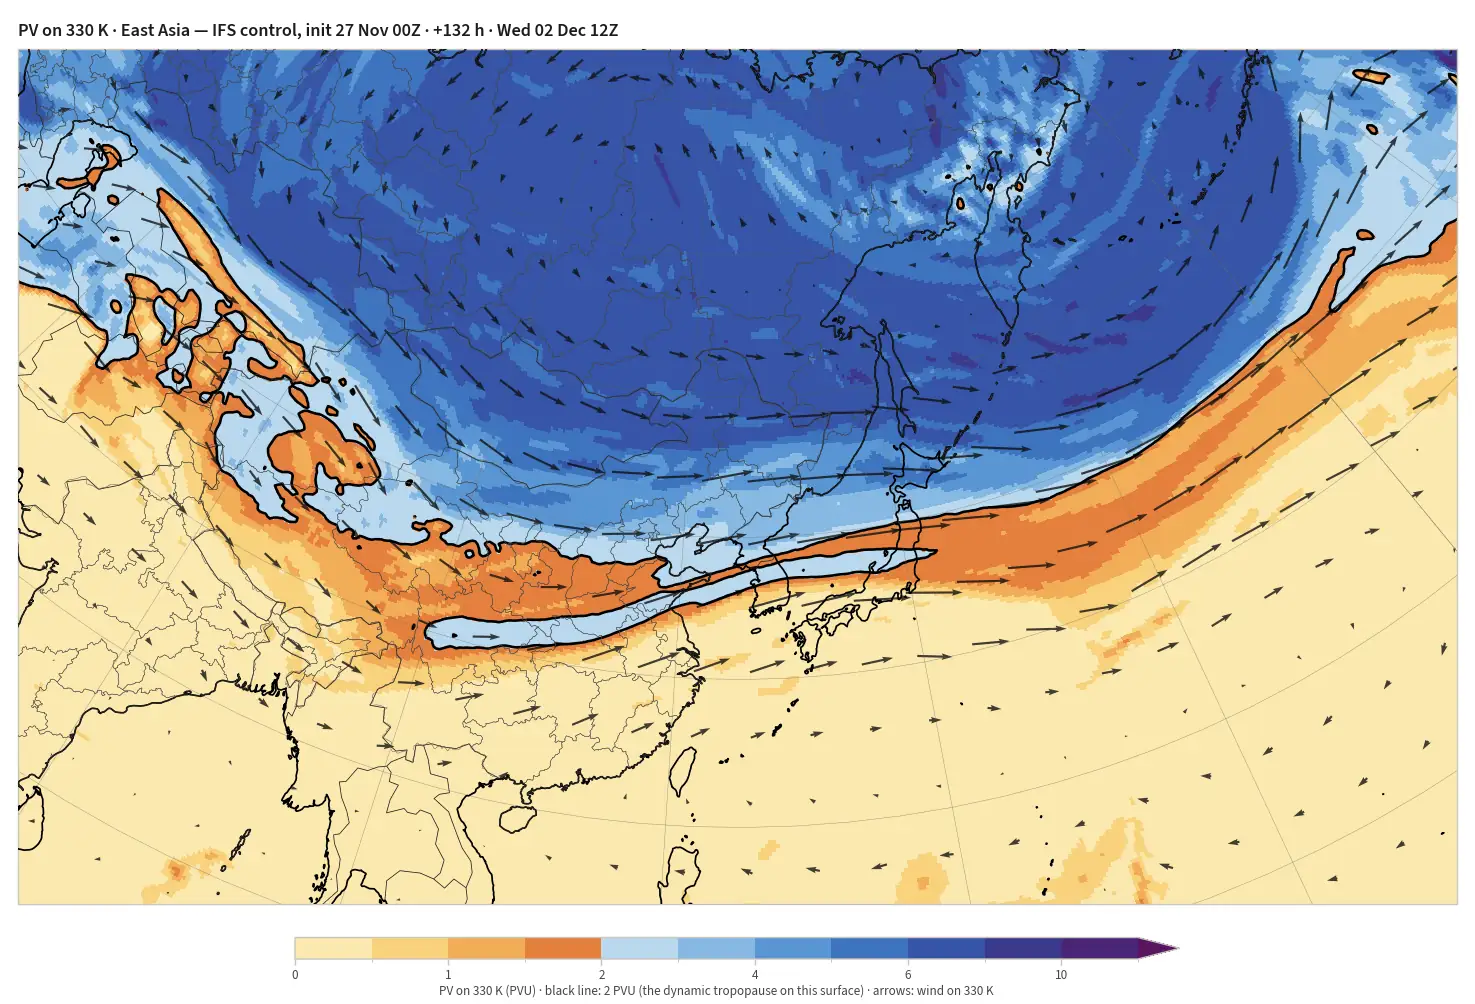 PV on 330 K · East Asia — IFS control, init 27 Nov 00Z · +132 h · Wed 02 Dec 12Z
0 1 2 4 6 10
PV on 330 K (PVU) · black line: 2 PVU (the dynamic tropopause on this surface) · arrows: wind on 330 K